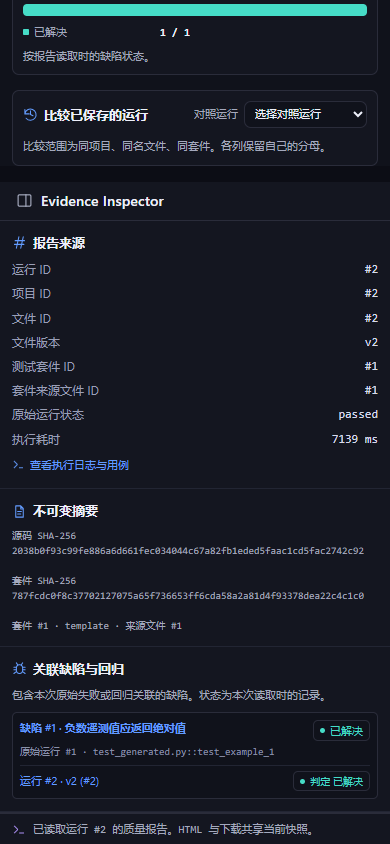 已解决 1 / 1
按报告读取时的缺陷状态。
比较已保存的运行 对照运行 选择对照运行
比较范围为同项目、同名文件、同套件。各列保留自己的分母。
Evidence Inspector
报告来源
运行 ID #2
项目 ID #2
文件 ID #2
文件版本 v2
测试套件 ID #1
套件来源文件 ID #1
原始运行状态 passed
执行耗时 7139 ms
查看执行日志与用例
不可变摘要
源码 SHA-256
2038b0f93c99fe886a6d661fec034044c67a82fb1eded5faac1cd5fac2742c92
套件 SHA-256
787fcdc0f8c37702127075a65f736653ff6cda58a2a81d4f93378dea22c4c1c0
套件 #1 · template · 来源文件 #1
关联缺陷与回归
包含本次原始失败或回归关联的缺陷。状态为本次读取时的记录。
缺陷 #1 · 负数遥测值应返回绝对值 已解决
原始运行 #1 · test_generated.py::test_example_1
运行 #2 · v2 (#2) 判定 已解决
已读取运行 #2 的质量报告。HTML 与下载共享当前快照。